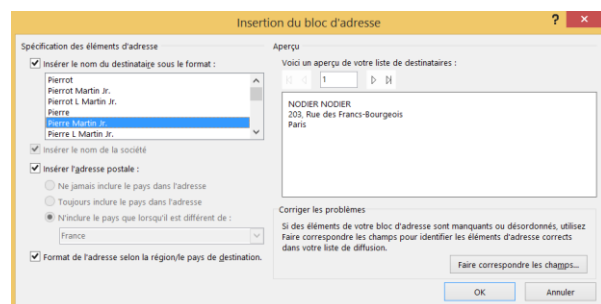 Insertion du bloc d'adresse
?
Spécification des éléments d'adresse
Insérer le nom du destinataire sous le format :
Pierrot
Pierrot Martin Jr.
Pierrot L Martin Jr.
Pierre
Pierre Martin Jr.
Pierre L Martin Jr.
Insérer le nom de la société
Insérer l'adresse postale :
Ne jamais inclure le pays dans l'adresse
Toujours inclure le pays dans l'adresse
N'inclure le pays que lorsqu'il est différent de :
France
Format de l'adresse selon la région/le pays de destination.
Aperçu
Voici un aperçu de votre liste de destinataires :
1
NODIER NODIER
203, Rue des Francs-Bourgeois
Paris
Corriger les problèmes
Si des éléments de votre bloc d'adresse sont manquants ou désordonnés, utilisez
Faire correspondre les champs pour identifier les éléments d'adresse corrects
dans votre liste de diffusion.
Faire correspondre les champs...
OK
Annuler